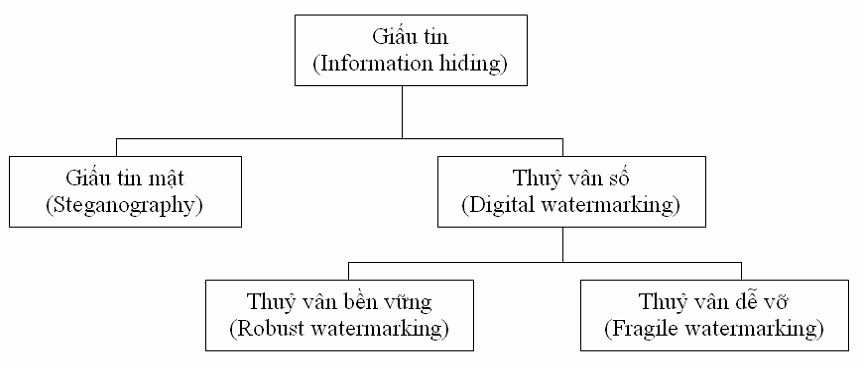 Giấu tin
(Information hiding)
Giấu tin mật
(Steganography)
Thuỷ vân số
(Digital watermarking)
Thuỷ vân bền vững
(Robust watermarking)
Thuỷ vân dễ vỡ
(Fragile watermarking)